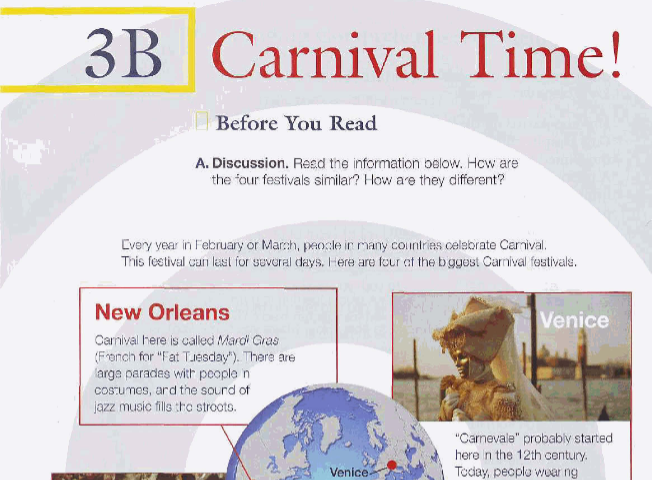 3B Carnival Time!
Before You Read
A. Discussion. Read the information below. How are
the four festivals similar? How are they different?
Every year in February or March, people in many countries celebrate Carnival.
This festival can last for several days. Here are four of the biggest Carnival festivals.
New Orleans
Carnival here is called Mardi Gras
(French for "Fat Tuesday"). There are
large parades with people in
costumes, and the sound of
jazz music fills the streets.
Venice
"Carnevale" probably started
here in the 12th century.
Today, people wearing
Venice